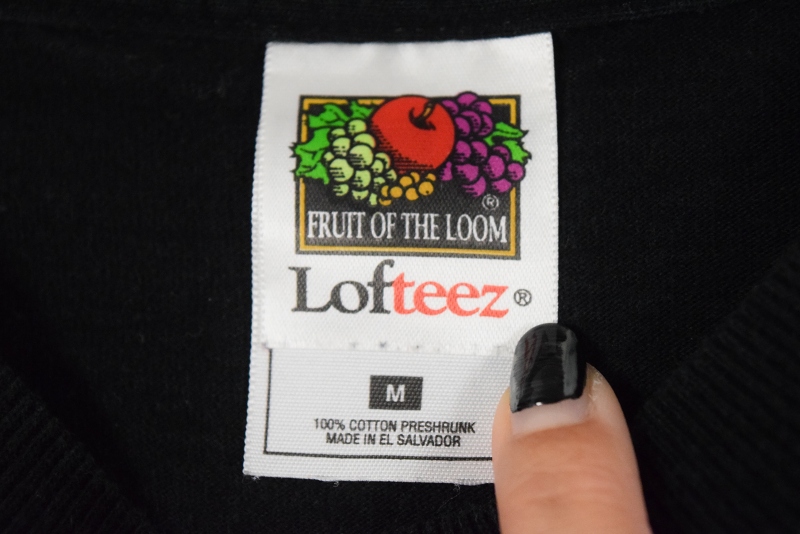 ®
FRUIT OF THE LOOM
Lofteez®
M
100% COTTON PRESHRUNK
MADE IN EL SALVADOR